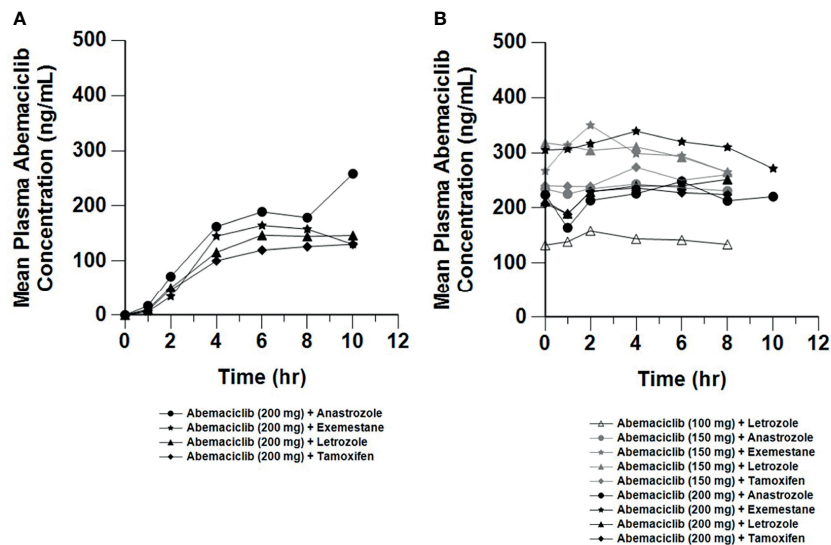 A
500
400
300
200
100
0
Mean Plasma Abemaciclib
Concentration (ng/mL)
0 2 4 6 8 10 12
Time (hr)
Abemaciclib (200 mg) + Anastrozole
Abemaciclib (200 mg) + Exemestane
Abemaciclib (200 mg) + Letrozole
Abemaciclib (200 mg) + Tamoxifen
B
500
400
300
200
100
0
Mean Plasma Abemaciclib
Concentration (ng/mL)
0 2 4 6 8 10 12
Time (hr)
Abemaciclib (100 mg) + Letrozole
Abemaciclib (150 mg) + Anastrozole
Abemaciclib (150 mg) + Exemestane
Abemaciclib (150 mg) + Letrozole
Abemaciclib (150 mg) + Tamoxifen
Abemaciclib (200 mg) + Anastrozole
Abemaciclib (200 mg) + Exemestane
Abemaciclib (200 mg) + Letrozole
Abemaciclib (200 mg) + Tamoxifen